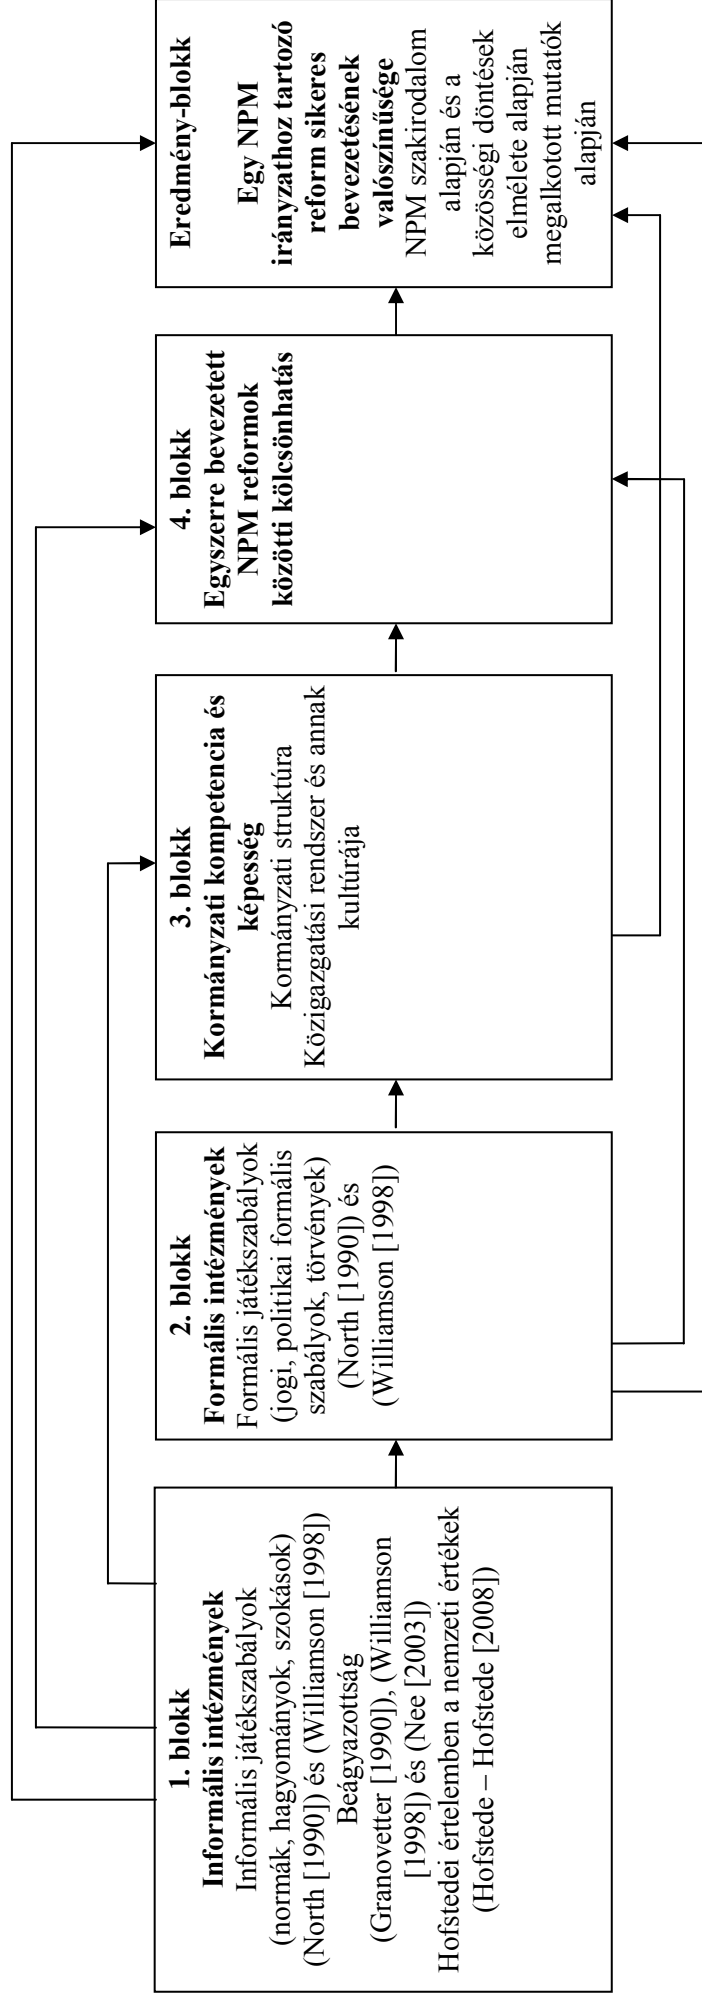 1. blokk
Informális intézmények
Informális játékszabályok
(normák, hagyományok, szokások)
(North [1990]) és (Williamson [1998])
Beágyazottság
(Granovetter [1990]), (Williamson
[1998]) és (Nee [2003])
Hofstedei értelemben a nemzeti értékek
(Hofstede – Hofstede [2008])
2. blokk
Formális intézmények
Formális játékszabályok
(jogi, politikai formális
szabályok, törvények)
(North [1990]) és
(Williamson [1998])
3. blokk
Kormányzati kompetencia és
képesség
Kormányzati struktúra
Közigazgatási rendszer és annak
kultúrája
4. blokk
Egyszerre bevezetett
NPM reformok
közötti kölcsönhatás
Eredmény-blokk
Egy NPM
irányzathoz tartozó
reform sikeres
bevezetésének
valószínűsége
NPM szakirodalom
alapján és a
közösségi döntések
elmélete alapján
megalkotott mutatók
alapján